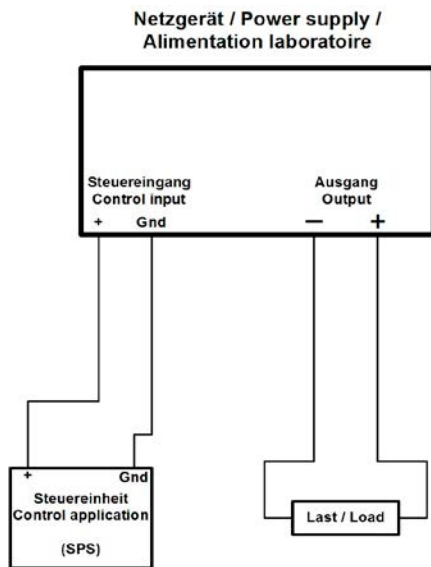 Netzgerät / Power supply /
Alimentation laboratoire
Steuereingang
Control input
+ Gnd
Ausgang
Output
− +
+ Gnd
Steuereinheit
Control application
(SPS)
Last / Load